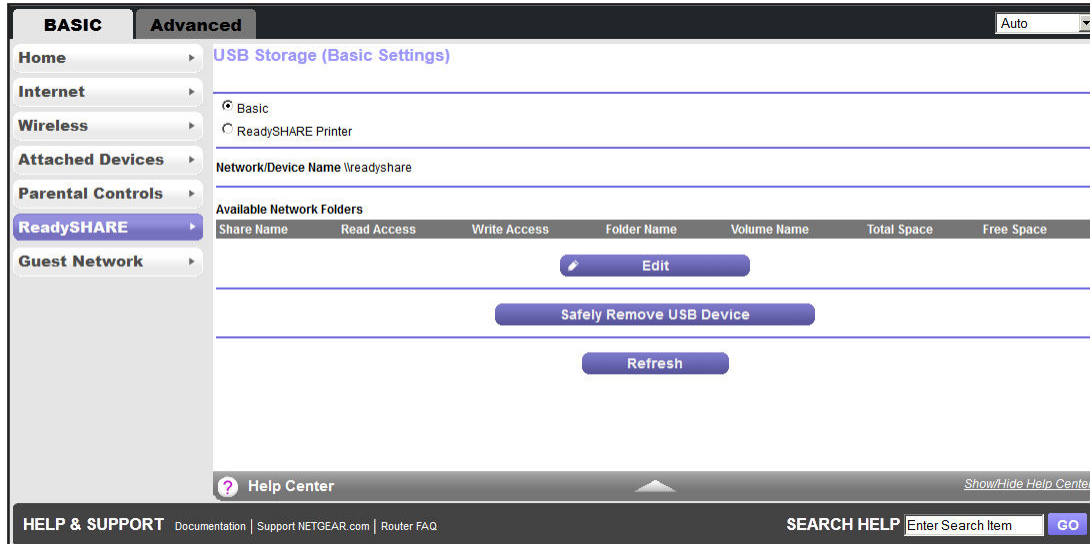 BASIC
Advanced
Auto
Home
Internet
Wireless
Attached Devices
Parental Controls
ReadySHARE
Guest Network
USB Storage (Basic Settings)
Basic
ReadySHARE Printer
Network/Device Name \\readyshare
Available Network Folders
Share Name Read Access Write Access Folder Name Volume Name Total Space Free Space
Edit
Safely Remove USB Device
Refresh
? Help Center
Show/Hide Help Center
HELP & SUPPORT Documentation | Support NETGEAR.com | Router FAQ
SEARCH HELP Enter Search Item GO